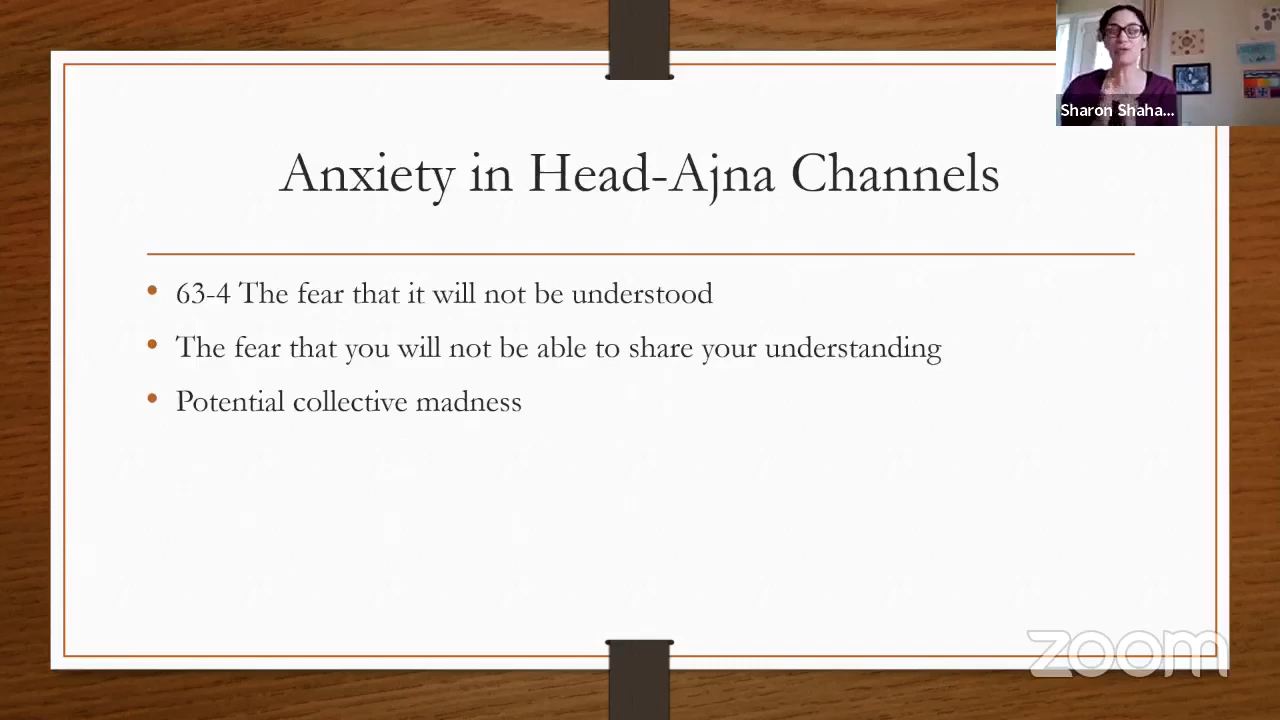 Sharon Shaha...
Anxiety in Head-Ajna Channels
• 63-4 The fear that it will not be understood
• The fear that you will not be able to share your understanding
• Potential collective madness
zoom